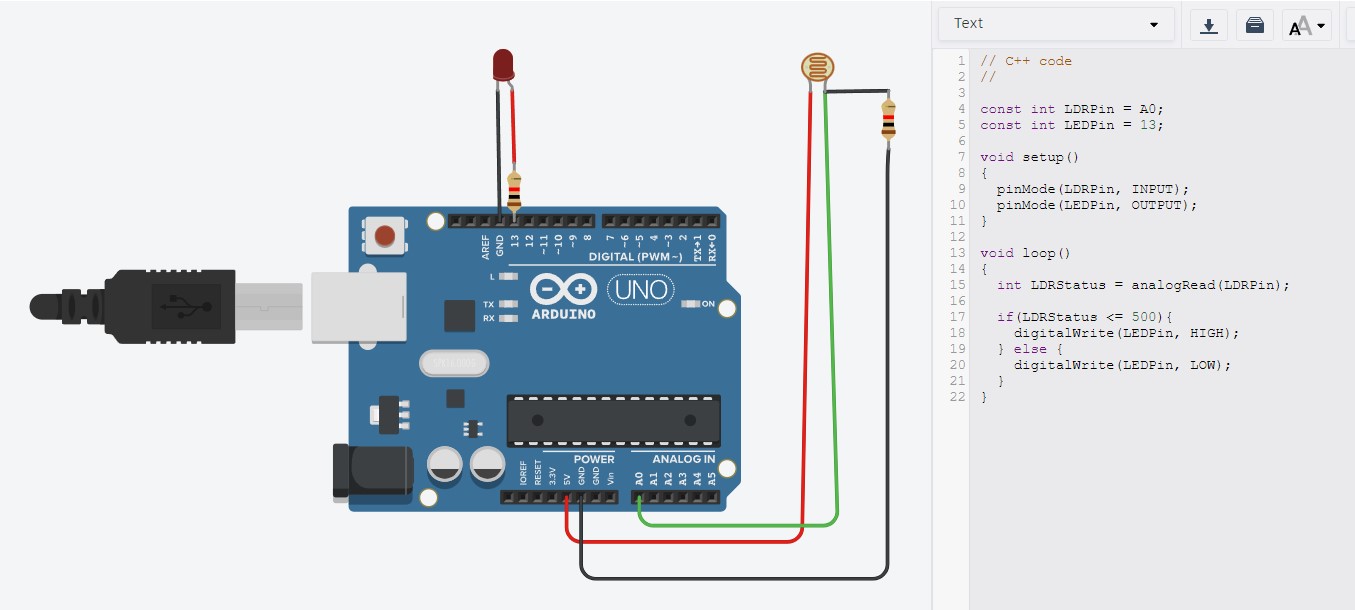 Text
AA
1 // C++ code
2 //
3
4 const int LDRPin = A0;
5 const int LEDPin = 13;
6
7 void setup()
8 {
9   pinMode(LDRPin, INPUT);
10   pinMode(LEDPin, OUTPUT);
11 }
12
13 void loop()
14 {
15   int LDRStatus = analogRead(LDRPin);
16
17   if(LDRStatus <= 500){
18     digitalWrite(LEDPin, HIGH);
19   } else {
20     digitalWrite(LEDPin, LOW);
21   }
22 }
AREF GND 13 12 ~11 ~10 ~9 8 7 ~6 ~5 4 ~3 2 TX→1 RX←0
DIGITAL (PWM~)
L
TX
RX
UNO
ON
ARDUINO
POWER
ANALOG IN
IOREF RESET 3.3V 5V GND GND Vin A0 A1 A2 A3 A4 A5